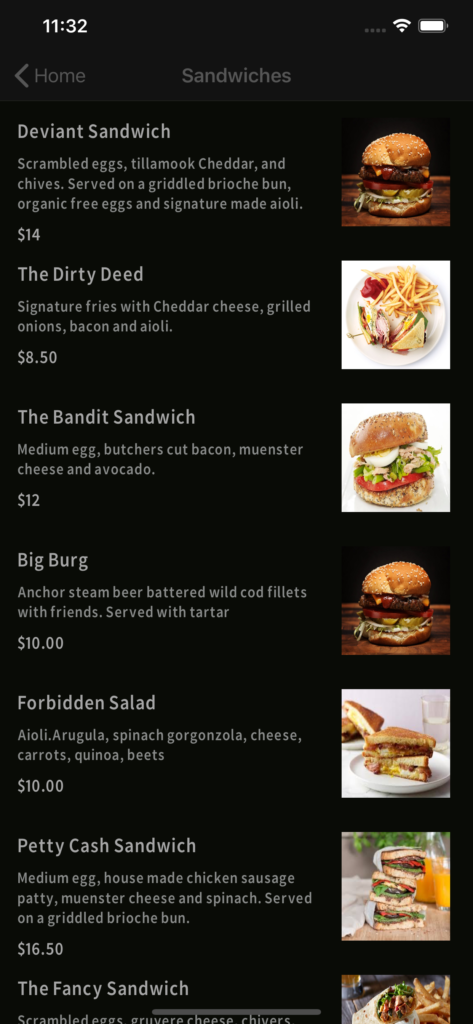 11:32
Home
Sandwiches
Deviant Sandwich
Scrambled eggs, tillamook Cheddar, and
chives. Served on a griddled brioche bun,
organic free eggs and signature made aioli.
$14
The Dirty Deed
Signature fries with Cheddar cheese, grilled
onions, bacon and aioli.
$8.50
The Bandit Sandwich
Medium egg, butchers cut bacon, muenster
cheese and avocado.
$12
Big Burg
Anchor steam beer battered wild cod fillets
with friends. Served with tartar
$10.00
Forbidden Salad
Aioli.Arugula, spinach gorgonzola, cheese,
carrots, quinoa, beets
$10.00
Petty Cash Sandwich
Medium egg, house made chicken sausage
patty, muenster cheese and spinach. Served
on a griddled brioche bun.
$16.50
The Fancy Sandwich
Scrambled eggs, gruyere cheese, chivers